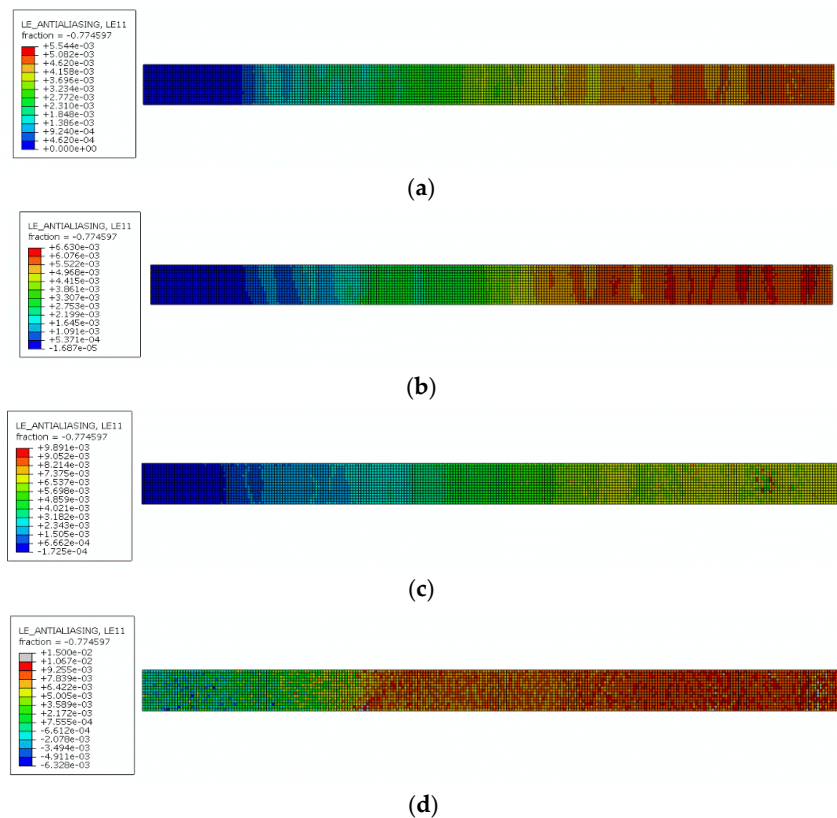 LE_ANTIALIASING, LE11
fraction = -0.774597
+5.544e-03
+5.082e-03
+4.620e-03
+4.158e-03
+3.696e-03
+3.234e-03
+2.772e-03
+2.310e-03
+1.848e-03
+1.386e-03
+9.240e-04
+4.620e-04
+0.000e+00
(a)
LE_ANTIALIASING, LE11
fraction = -0.774597
+6.630e-03
+6.076e-03
+5.522e-03
+4.968e-03
+4.415e-03
+3.861e-03
+3.307e-03
+2.753e-03
+2.199e-03
+1.645e-03
+1.091e-03
+5.371e-04
-1.687e-05
(b)
LE_ANTIALIASING, LE11
fraction = -0.774597
+9.891e-03
+9.052e-03
+8.214e-03
+7.375e-03
+6.537e-03
+5.698e-03
+4.859e-03
+4.021e-03
+3.182e-03
+2.343e-03
+1.505e-03
+6.662e-04
-1.725e-04
(c)
LE_ANTIALIASING, LE11
fraction = -0.774597
+1.500e-02
+1.067e-02
+9.255e-03
+7.839e-03
+6.422e-03
+5.005e-03
+3.589e-03
+2.172e-03
+7.555e-04
-6.612e-04
-2.078e-03
-3.494e-03
-4.911e-03
-6.328e-03
(d)